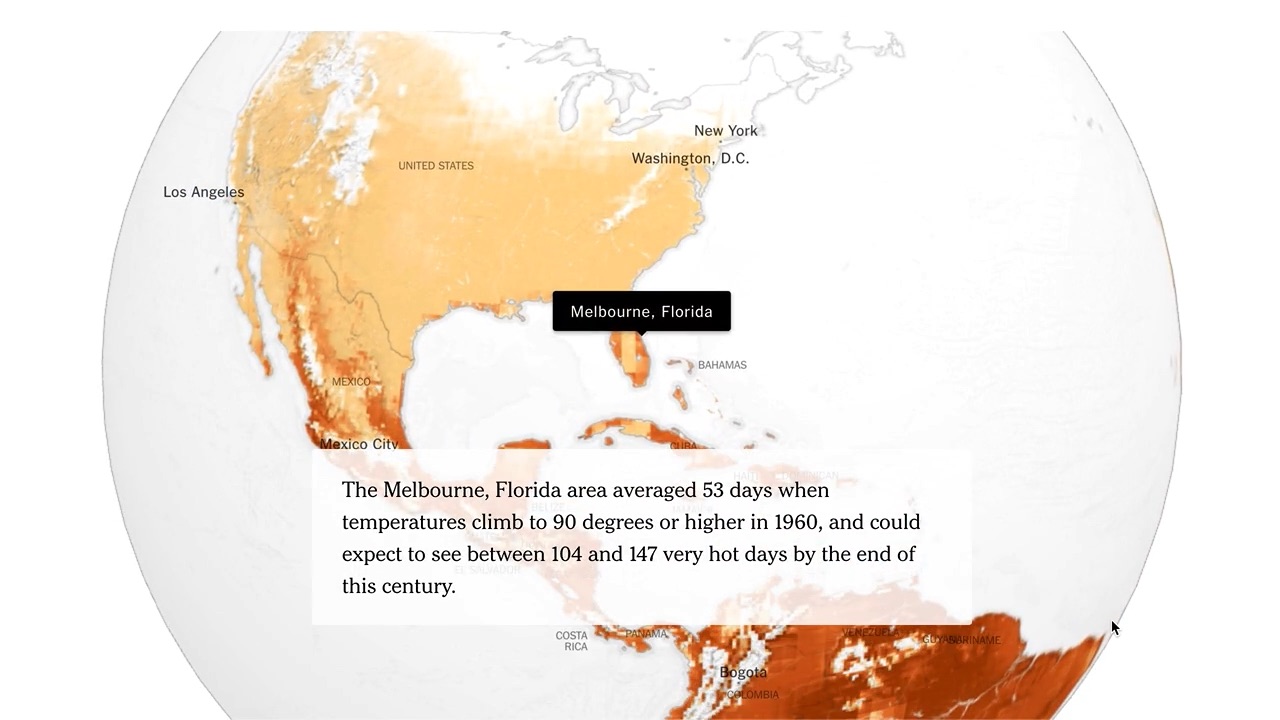 New York
Washington, D.C.
UNITED STATES
Los Angeles
Melbourne, Florida
BAHAMAS
MEXICO
Mexico City
CUBA
The Melbourne, Florida area averaged 53 days when
temperatures climb to 90 degrees or higher in 1960, and could
expect to see between 104 and 147 very hot days by the end of
this century.
BELIZE
EL SALVADOR
COSTA
RICA
PANAMA
VENEZUELA
GUYANA
SURINAME
Bogota
COLOMBIA